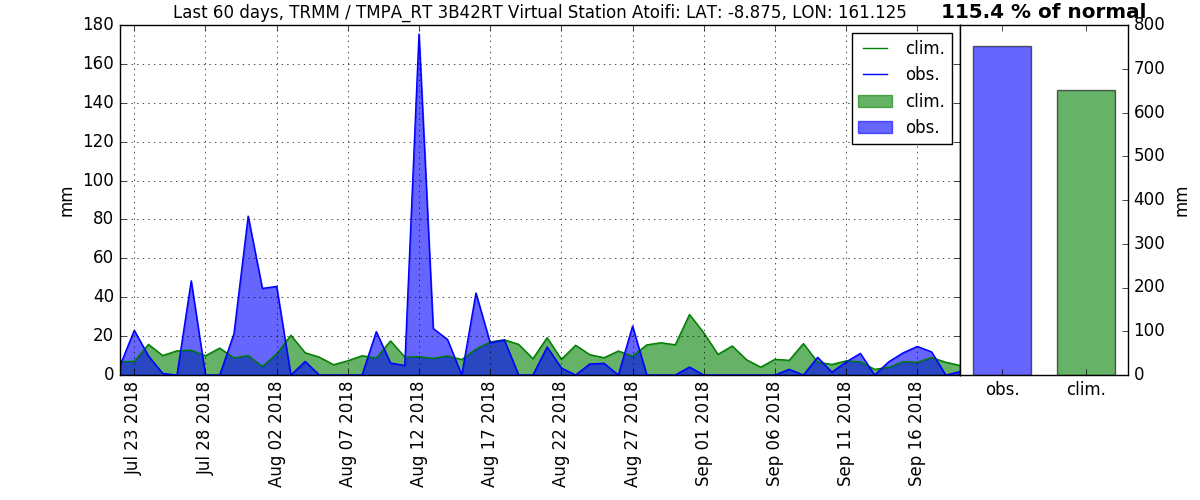 Last 60 days, TRMM / TMPA_RT 3B42RT Virtual Station Atoifi: LAT: -8.875, LON: 161.125
115.4 % of normal
180
160
140
120
100
80
60
40
20
0
mm
clim.
obs.
clim.
obs.
Jul 23 2018
Jul 28 2018
Aug 02 2018
Aug 07 2018
Aug 12 2018
Aug 17 2018
Aug 22 2018
Aug 27 2018
Sep 01 2018
Sep 06 2018
Sep 11 2018
Sep 16 2018
800
700
600
500
400
300
200
100
0
mm
obs.
clim.